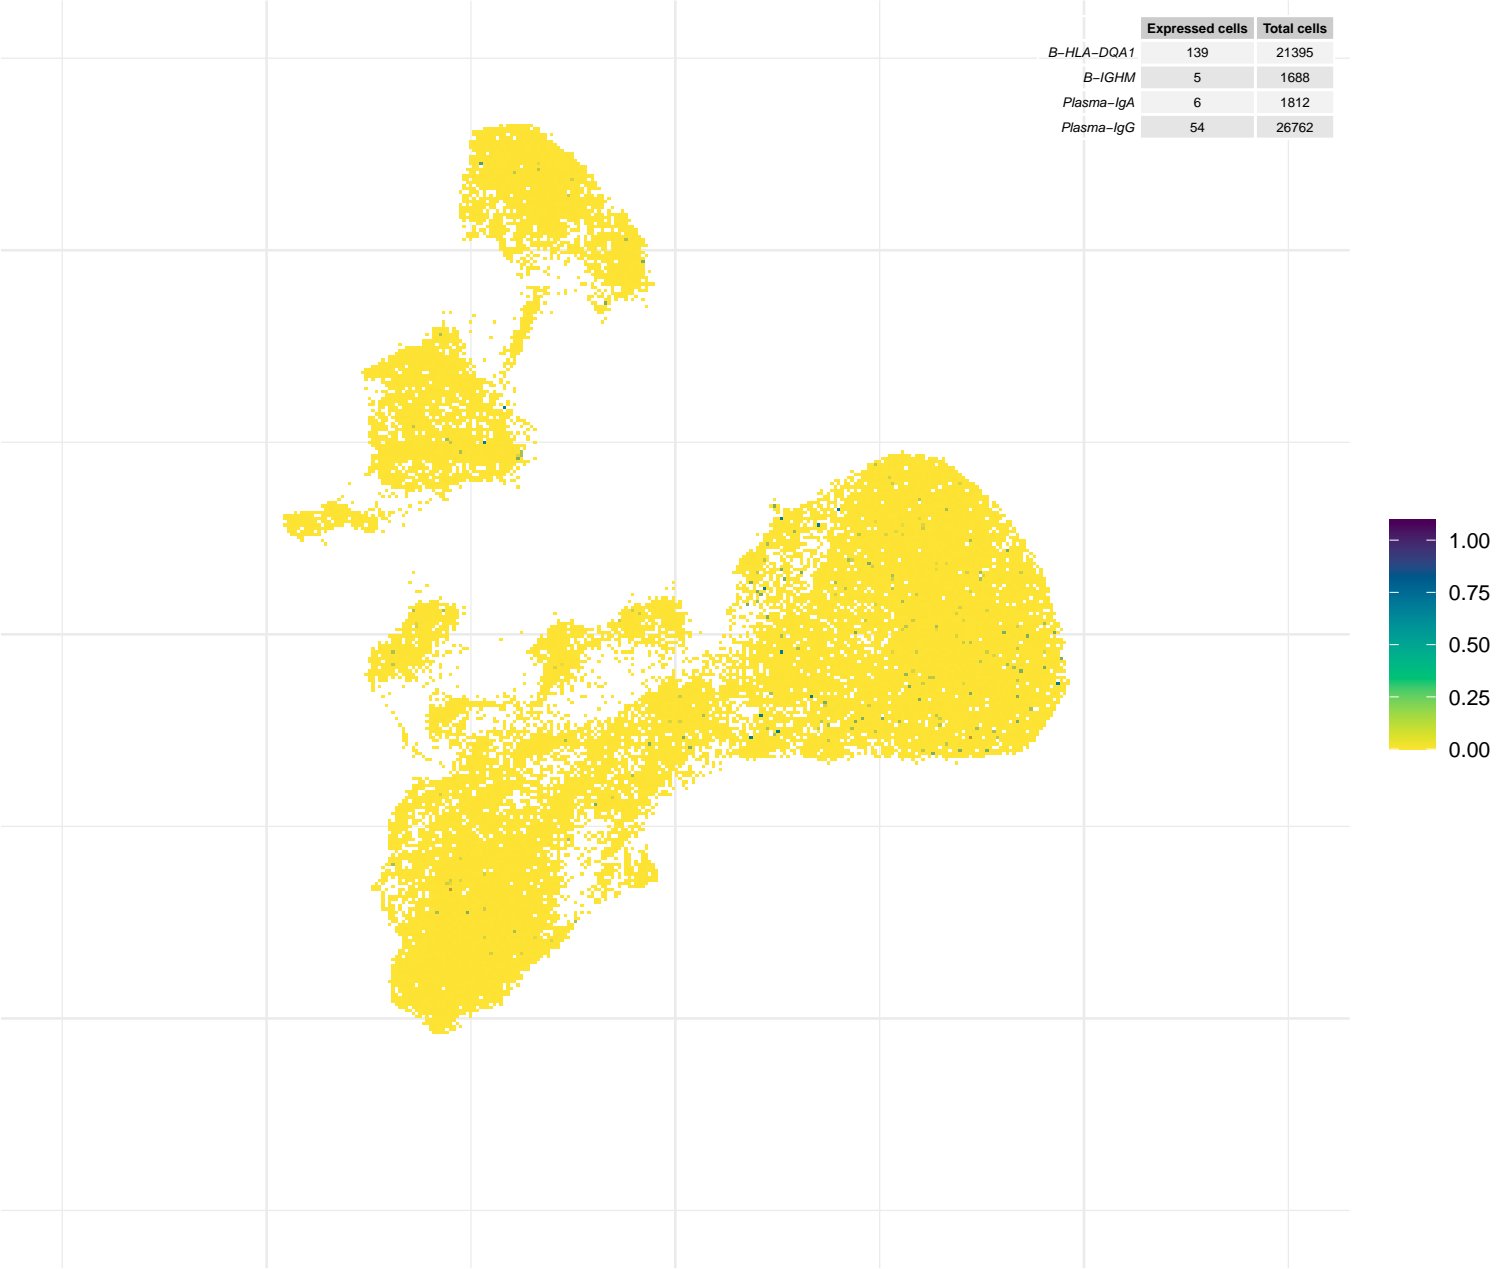 Expressed cells Total cells
B−HLA−DQA1 139 21395
B−IGHM 5 1688
Plasma−IgA 6 1812
Plasma−IgG 54 26762
1.00
0.75
0.50
0.25
0.00